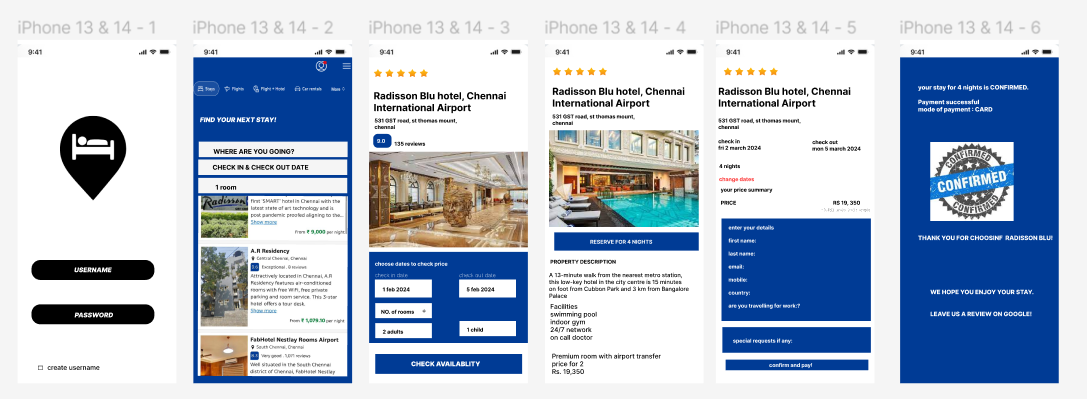 iPhone 13 & 14 - 1
9:41
USERNAME
PASSWORD
create username
iPhone 13 & 14 - 2
9:41
Stays
Flights
Flight + Hotel
Car rentals
More
FIND YOUR NEXT STAY!
WHERE ARE YOU GOING?
CHECK IN & CHECK OUT DATE
1 room
Radisson
first 'SMART' hotel in Chennai with the
latest state of art technology and is
post pandemic proofed aligning to the...
Show more
From ₹ 9,000 per night
A.R Residency
Central Chennai, Chennai
Exceptional . 8 reviews
Attractively located in Chennai, A.R
Residency features air-conditioned
rooms with free WiFi, free private
parking and room service. This 3-star
hotel offers a tour desk.
Show more
From ₹ 1,079.10 per night
FabHotel Nestlay Rooms Airport
South Chennai, Chennai
Very good . 1,071 reviews
Well situated in the South Chennai
district of Chennai, FabHotel Nestlay
iPhone 13 & 14 - 3
9:41
Radisson Blu hotel, Chennai
International Airport
531 GST road, st thomas mount,
chennai
9.0
135 reviews
choose dates to check price
check in date
check out date
1 feb 2024
5 feb 2024
NO. of rooms +
2 adults
1 child
CHECK AVAILABLITY
iPhone 13 & 14 - 4
9:41
Radisson Blu hotel, Chennai
International Airport
531 GST road, st thomas mount,
chennai
RESERVE FOR 4 NIGHTS
PROPERTY DESCRIPTION
A 13-minute walk from the nearest metro station,
this low-key hotel in the city centre is 15 minutes
on foot from Cubbon Park and 3 km from Bangalore
Palace
Facilities
swimming pool
indoor gym
24/7 network
on call doctor
Premium room with airport transfer
price for 2
Rs. 19,350
iPhone 13 & 14 - 5
9:41
Radisson Blu hotel, Chennai
International Airport
531 GST road, st thomas mount,
chennai
check in
fri 2 march 2024
check out
mon 5 march 2024
4 nights
change dates
your price summary
PRICE
RS 19, 350
enter your details
first name:
last name:
email:
mobile:
country:
are you travelling for work:?
special requests if any:
confirm and pay!
iPhone 13 & 14 - 6
9:41
your stay for 4 nights is CONFIRMED.
Payment successful
mode of payment : CARD
CONFIRMED
CONFIRMED
CONFIRMED
THANK YOU FOR CHOOSINF RADISSON BLU!
WE HOPE YOU ENJOY YOUR STAY.
LEAVE US A REVIEW ON GOOGLE!